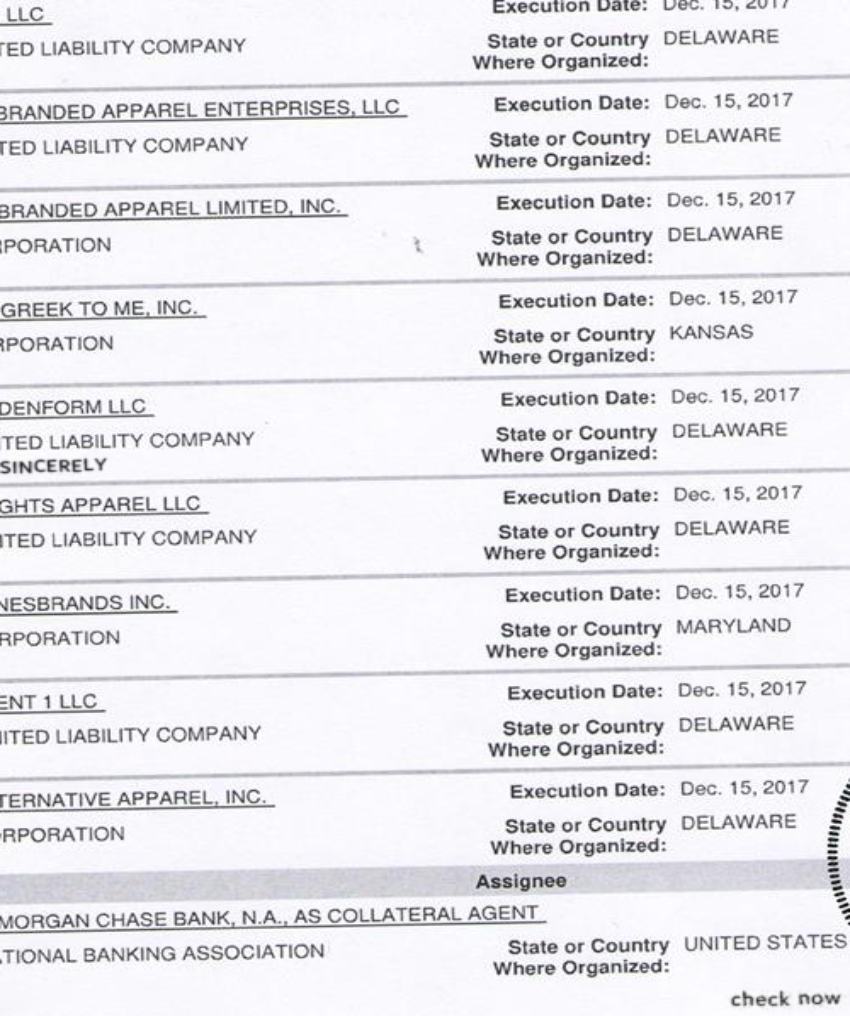 LLC
Execution Date: Dec. 15, 2017
TED LIABILITY COMPANY
State or Country Where Organized: DELAWARE
BRANDED APPAREL ENTERPRISES, LLC
Execution Date: Dec. 15, 2017
TED LIABILITY COMPANY
State or Country Where Organized: DELAWARE
BRANDED APPAREL LIMITED, INC.
Execution Date: Dec. 15, 2017
RPORATION
State or Country Where Organized: DELAWARE
GREEK TO ME, INC.
Execution Date: Dec. 15, 2017
RPORATION
State or Country Where Organized: KANSAS
DENFORM LLC
Execution Date: Dec. 15, 2017
ITED LIABILITY COMPANY
State or Country Where Organized: DELAWARE
SINCERELY
GHTS APPAREL LLC
Execution Date: Dec. 15, 2017
ITED LIABILITY COMPANY
State or Country Where Organized: DELAWARE
NESBRANDS INC.
Execution Date: Dec. 15, 2017
RPORATION
State or Country Where Organized: MARYLAND
ENT 1 LLC
Execution Date: Dec. 15, 2017
IITED LIABILITY COMPANY
State or Country Where Organized: DELAWARE
TERNATIVE APPAREL, INC.
Execution Date: Dec. 15, 2017
ORPORATION
State or Country Where Organized: DELAWARE
Assignee
MORGAN CHASE BANK, N.A., AS COLLATERAL AGENT
ATIONAL BANKING ASSOCIATION
State or Country Where Organized: UNITED STATES
check now